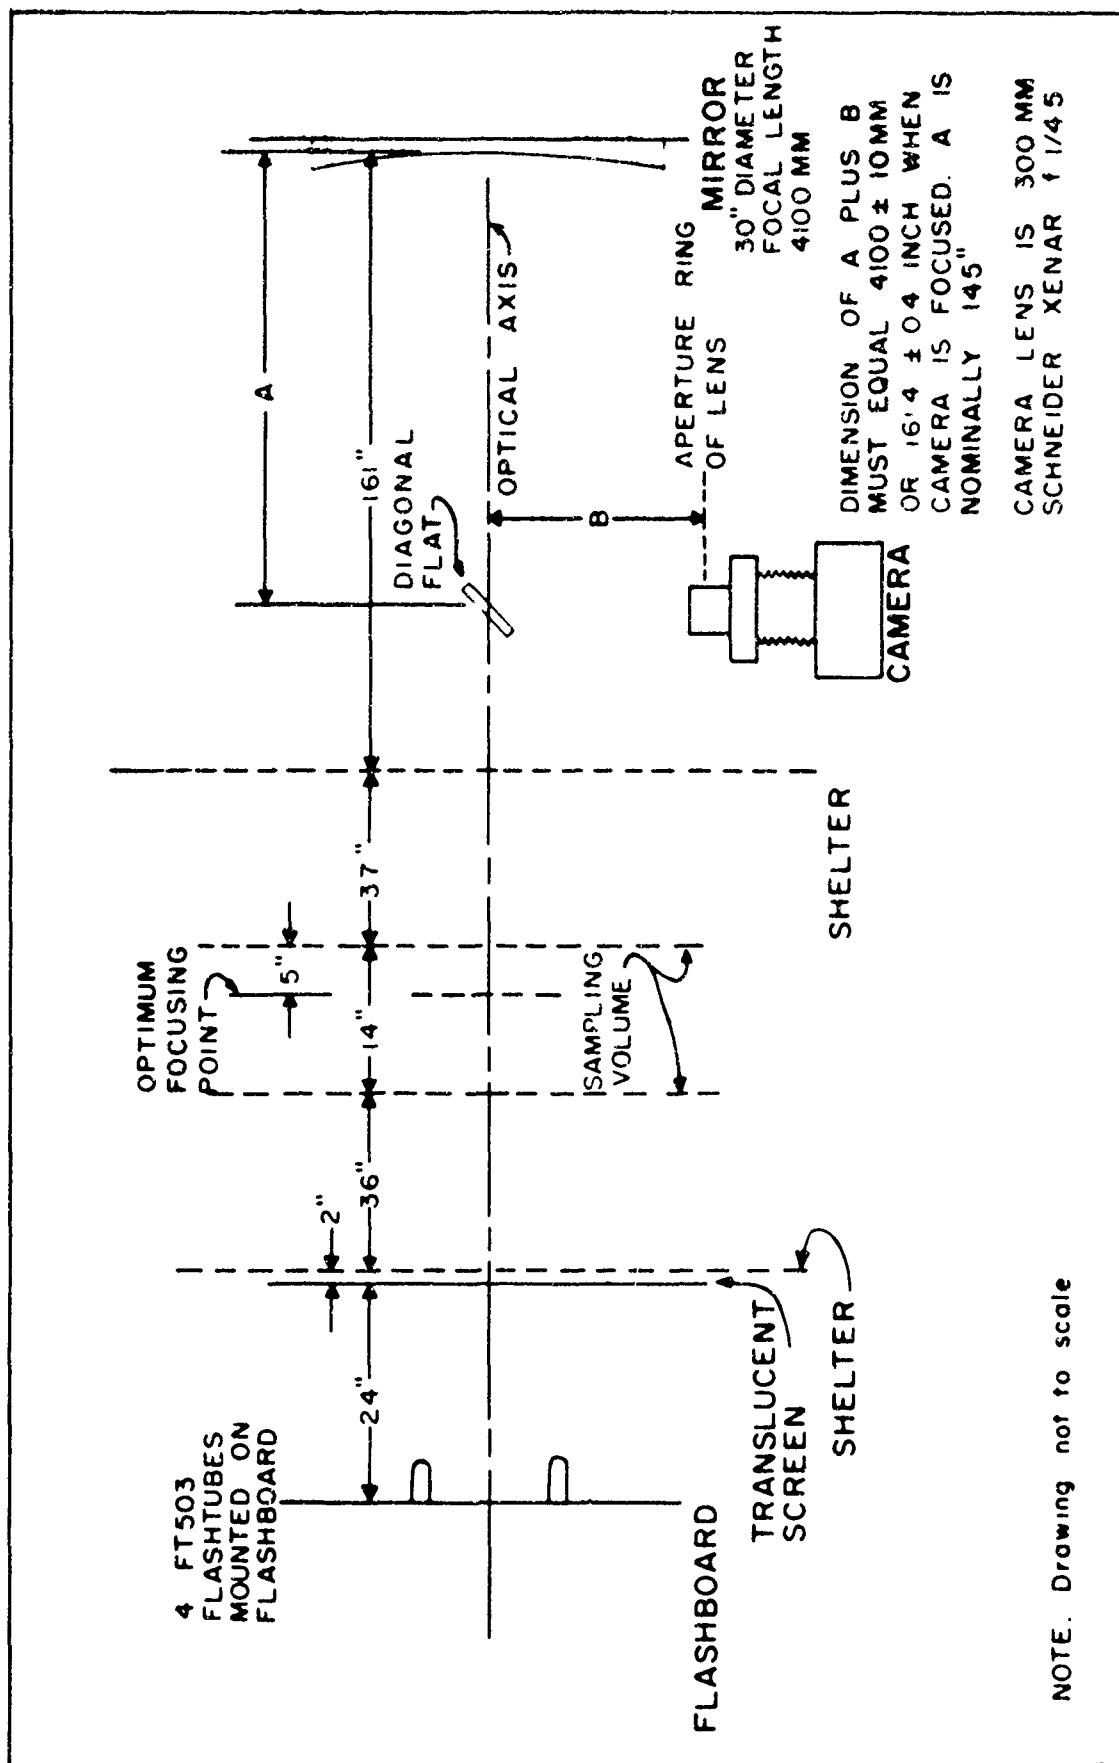 4 FT503
FLASHTUBES
MOUNTED ON
FLASHBOARD
24"
2"
36"
OPTIMUM
FOCUSING
POINT
5"
14"
37"
161"
A
DIAGONAL
FLAT
OPTICAL AXIS
B
APERTURE RING
OF LENS
MIRROR
30" DIAMETER
FOCAL LENGTH
4100 MM
SAMPLING
VOLUME
FLASHBOARD
TRANSLUCENT
SCREEN
SHELTER
SHELTER
CAMERA
DIMENSION OF A PLUS B
MUST EQUAL 4100 ± 10MM
OR 161 4 ± 0 4 INCH WHEN
CAMERA IS FOCUSED. A IS
NOMINALLY 145"
CAMERA LENS IS 300 MM
SCHNEIDER XENAR f 1/4 5
NOTE. Drawing not to scale